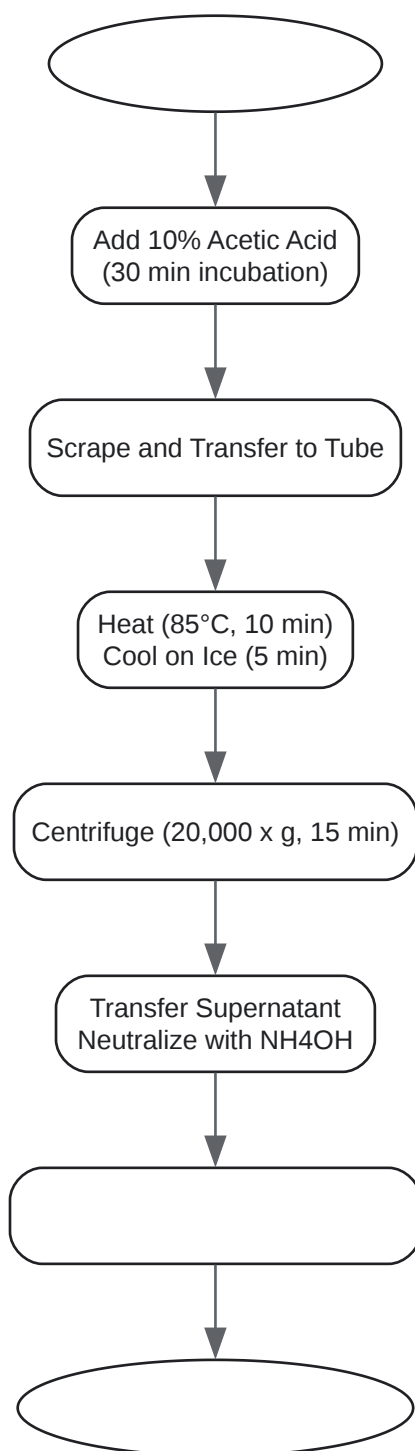 Add 10% Acetic Acid
(30 min incubation)
Scrape and Transfer to Tube
Heat (85°C, 10 min)
Cool on Ice (5 min)
Centrifuge (20,000 x g, 15 min)
Transfer Supernatant
Neutralize with NH4OH